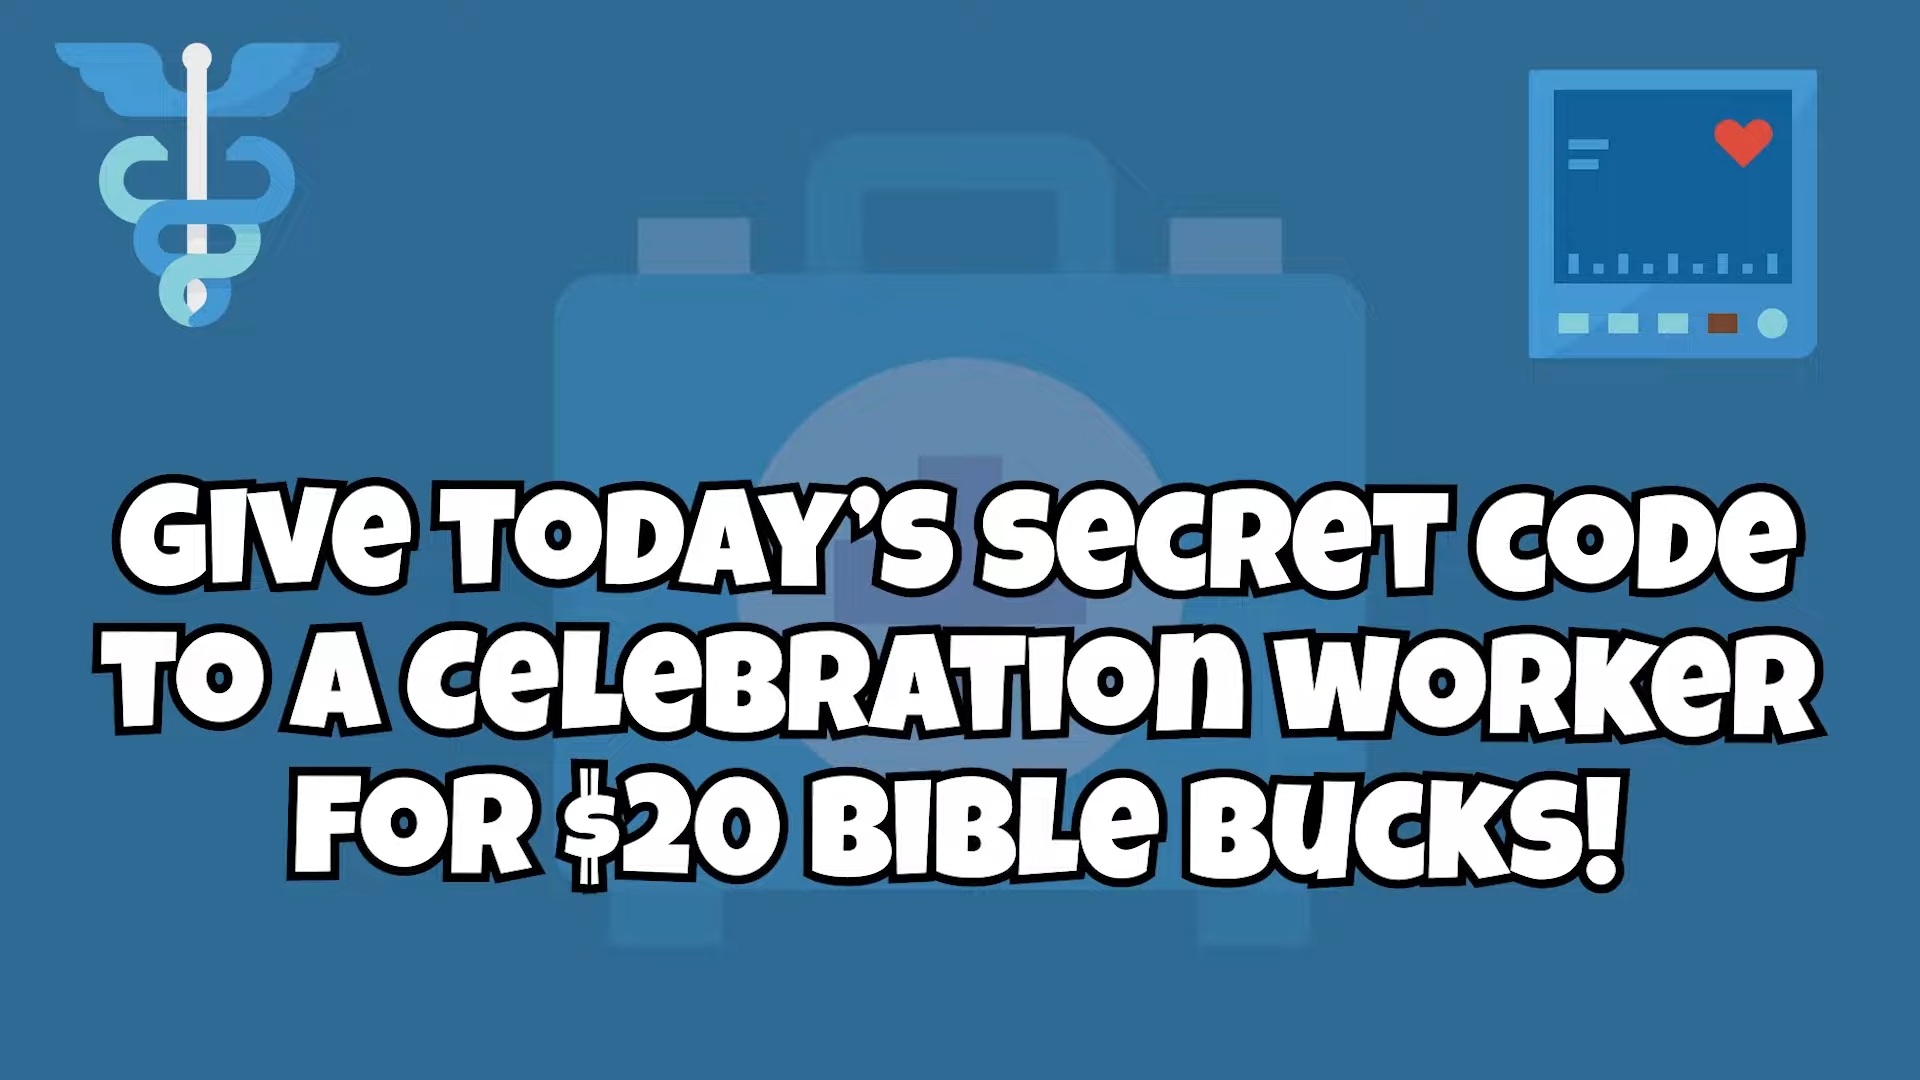 GIVE TODAY'S SECRET CODE
TO A CELEBRATION WORKER
FOR $20 BIBLE BUCKS!